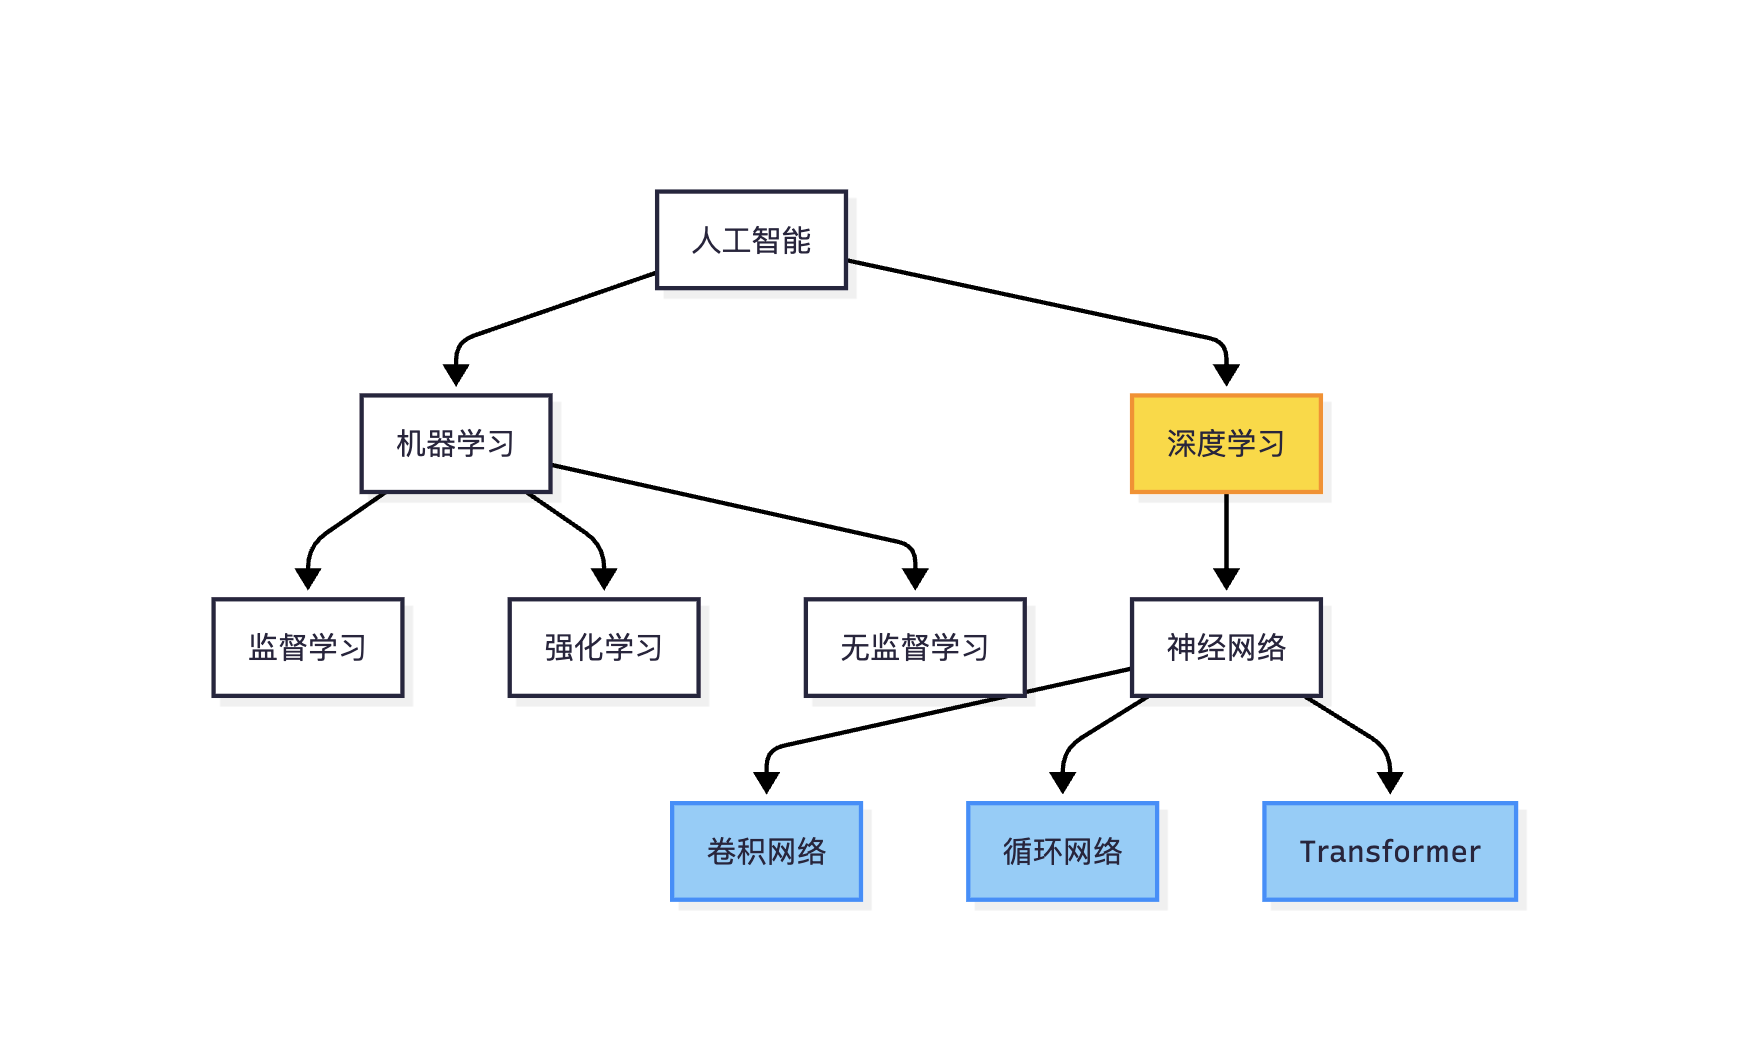 人工智能
机器学习
深度学习
监督学习
强化学习
无监督学习
神经网络
卷积网络
循环网络
Transformer